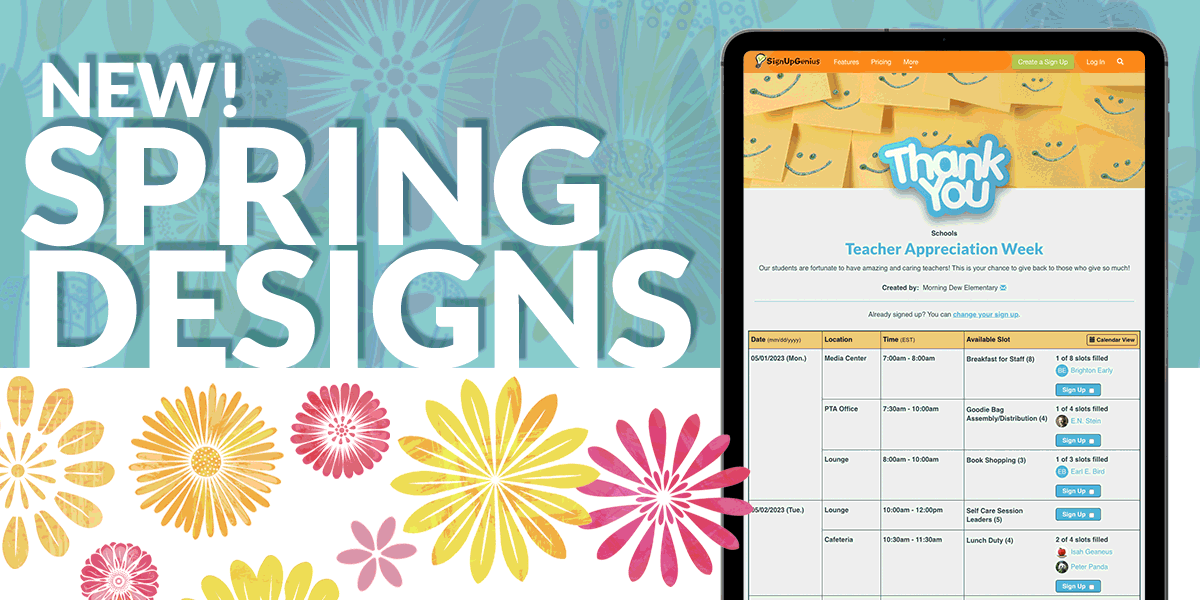 NEW!
SPRING
DESIGNS
SignUpGenius Features Pricing More Create a Sign Up Log In
Thank
You
Schools
Teacher Appreciation Week
Our students are fortunate to have amazing and caring teachers! This is your chance to give back to those who give so much!
Created by: Morning Dew Elementary
Already signed up? You can change your sign up.
Date (mm/dd/yyyy) Location Time (EST) Available Slot Calendar View
05/01/2023 (Mon.) Media Center 7:00am - 8:00am Breakfast for Staff (8) 1 of 8 slots filled
BE Brighton Early
Sign Up
PTA Office 7:30am - 10:00am Goodie Bag 1 of 4 slots filled
Assembly/Distribution (4) E.N. Stein
Sign Up
Lounge 8:00am - 10:00am Book Shopping (3) 1 of 3 slots filled
EB Earl E. Bird
Sign Up
05/02/2023 (Tue.) Lounge 10:00am - 12:00pm Self Care Session Sign Up
Leaders (5)
Cafeteria 10:30am - 11:30am Lunch Duty (4) 2 of 4 slots filled
Isah Geaneus
Peter Panda
Sign Up